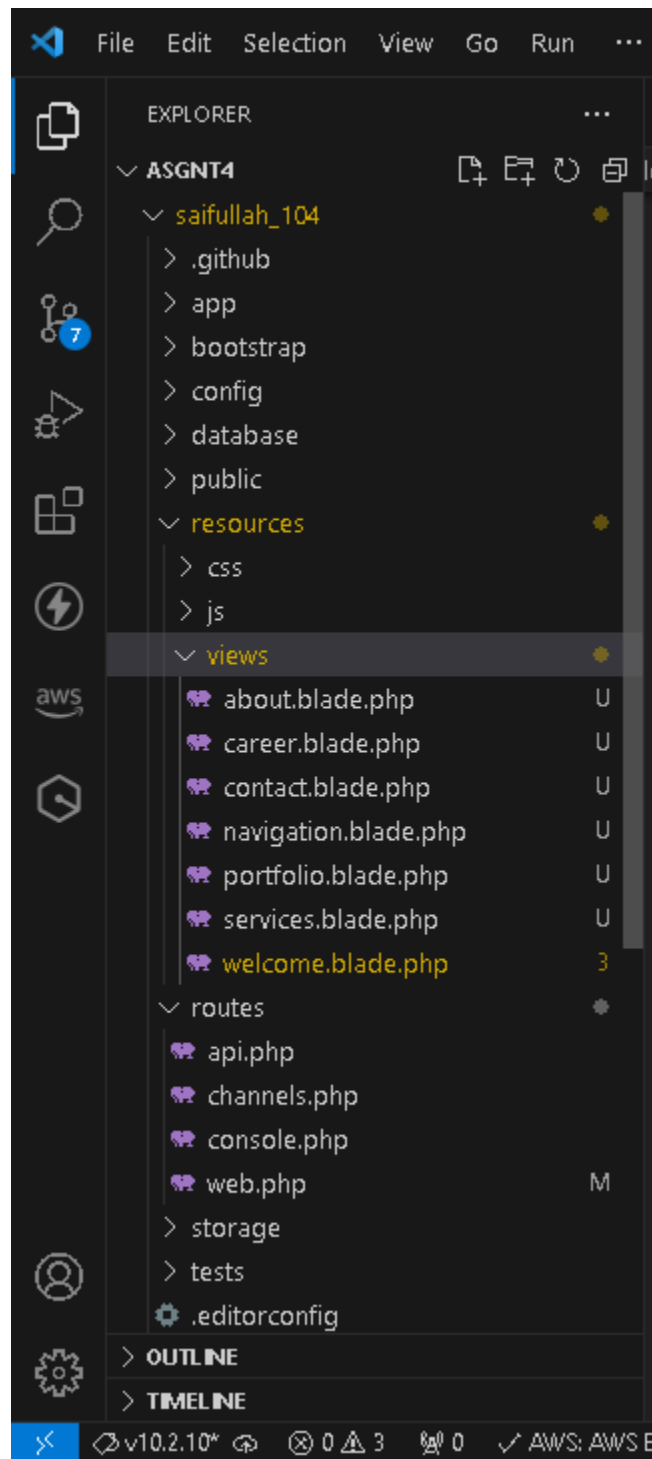 File Edit Selection View Go Run ...
EXPLORER ...
ASGNT4
saifullah_104
.github
app
bootstrap
7
config
database
public
resources
css
js
views
about.blade.php U
aws
career.blade.php U
contact.blade.php U
navigation.blade.php U
portfolio.blade.php U
services.blade.php U
welcome.blade.php 3
routes
api.php
channels.php
console.php
web.php M
storage
tests
.editorconfig
OUTLINE
TIMELINE
v10.2.10* 0 3 0 AWS: AWS